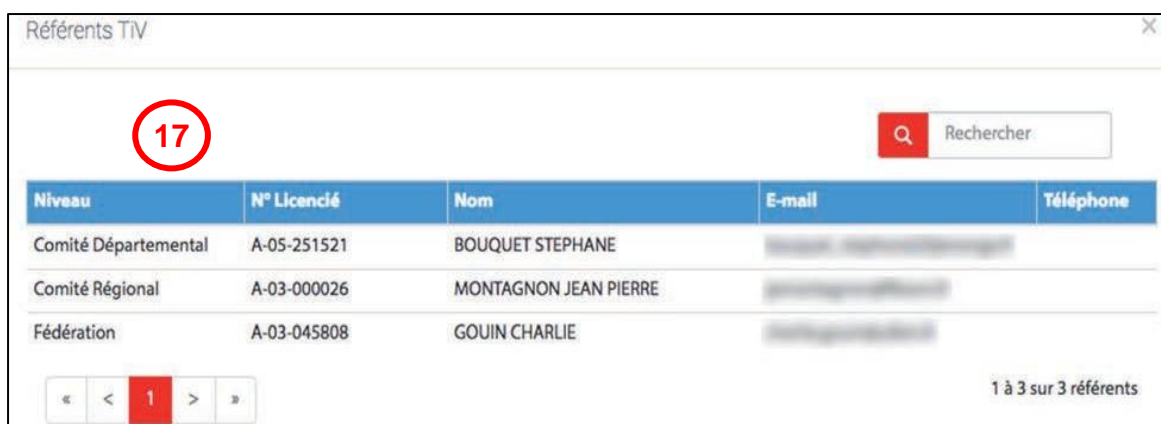 Référents TiV ×
17
Rechercher
Niveau N° Licencié Nom E-mail Téléphone
Comité Départemental A-05-251521 BOUQUET STEPHANE
Comité Régional A-03-000026 MONTAGNON JEAN PIERRE
Fédération A-03-045808 GOUIN CHARLIE
« < 1 > » 1 à 3 sur 3 référents